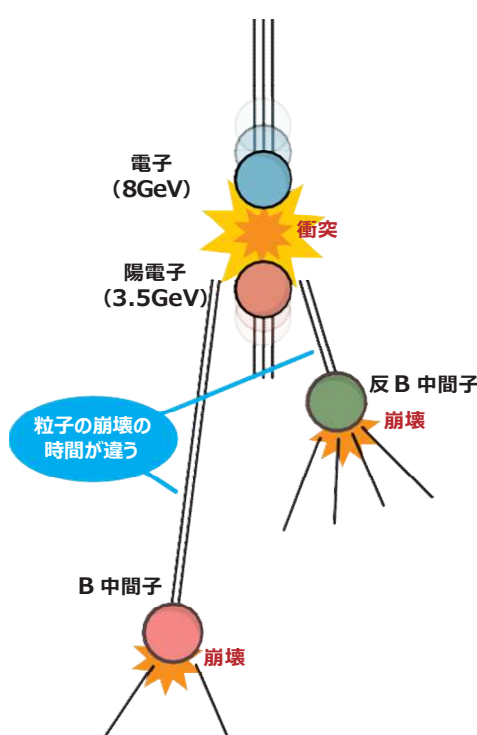 電子
(8GeV)
衝突
陽電子
(3.5GeV)
反 B 中間子
崩壊
粒子の崩壊の
時間が違う
B 中間子
崩壊